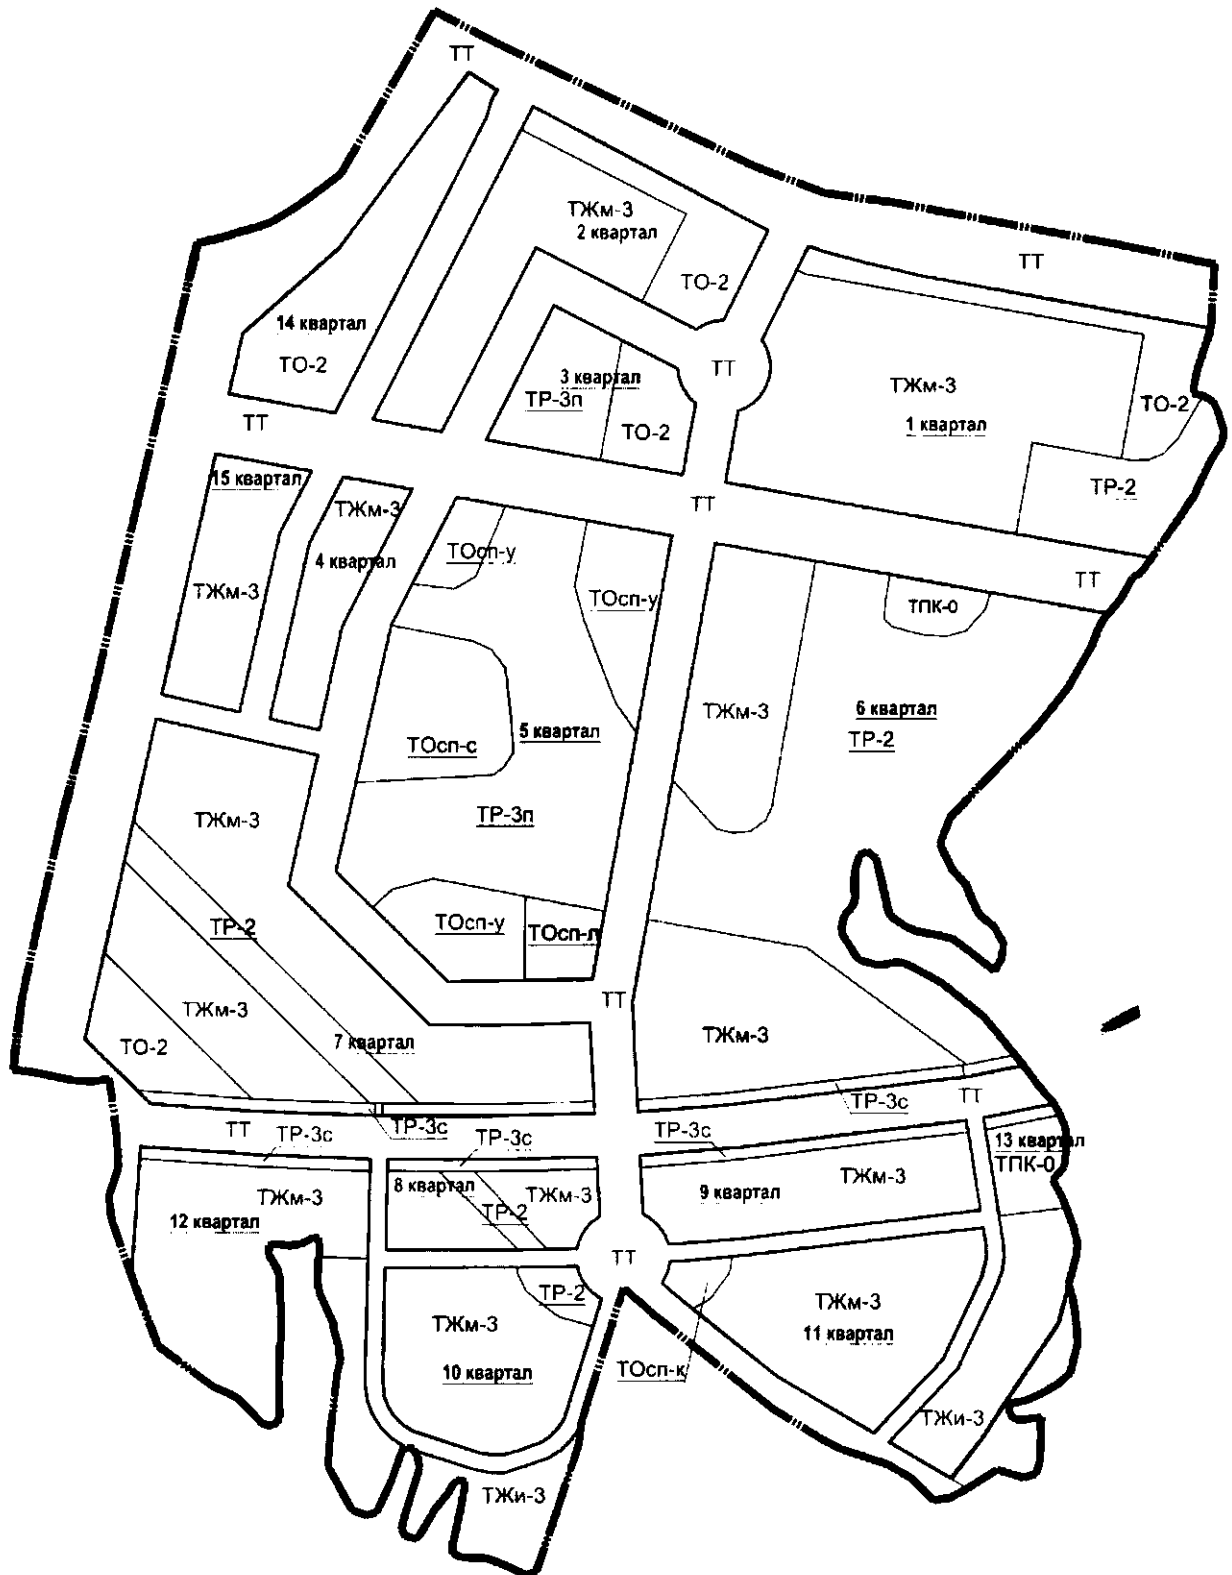 ТТ
ТЖм-3
2 квартал
ТО-2
ТТ
14 квартал
ТО-2
3 квартал
ТР-3п
ТО-2
ТТ
ТЖм-3
1 квартал
ТО-2
ТР-2
ТТ
15 квартал
ТЖм-3
ТЖм-3
4 квартал
ТОсп-у
ТОсп-у
ТТ
ТТ
ТПК-0
ТЖм-3
6 квартал
ТР-2
ТОсп-с
5 квартал
ТР-3п
ТЖм-3
ТР-2
ТОсп-у
ТОсп-л
ТТ
ТЖм-3
ТО-2
7 квартал
ТЖм-3
ТТ
ТР-3с
ТР-3с
ТР-3с
ТР-3с
ТР-3с
ТТ
13 квартал
ТПК-0
ТЖм-3
12 квартал
8 квартал
ТЖм-3
ТР-2
9 квартал
ТЖм-3
ТТ
ТР-2
ТЖм-3
10 квартал
ТОсп-к
ТЖм-3
11 квартал
ТЖи-3
ТЖи-3